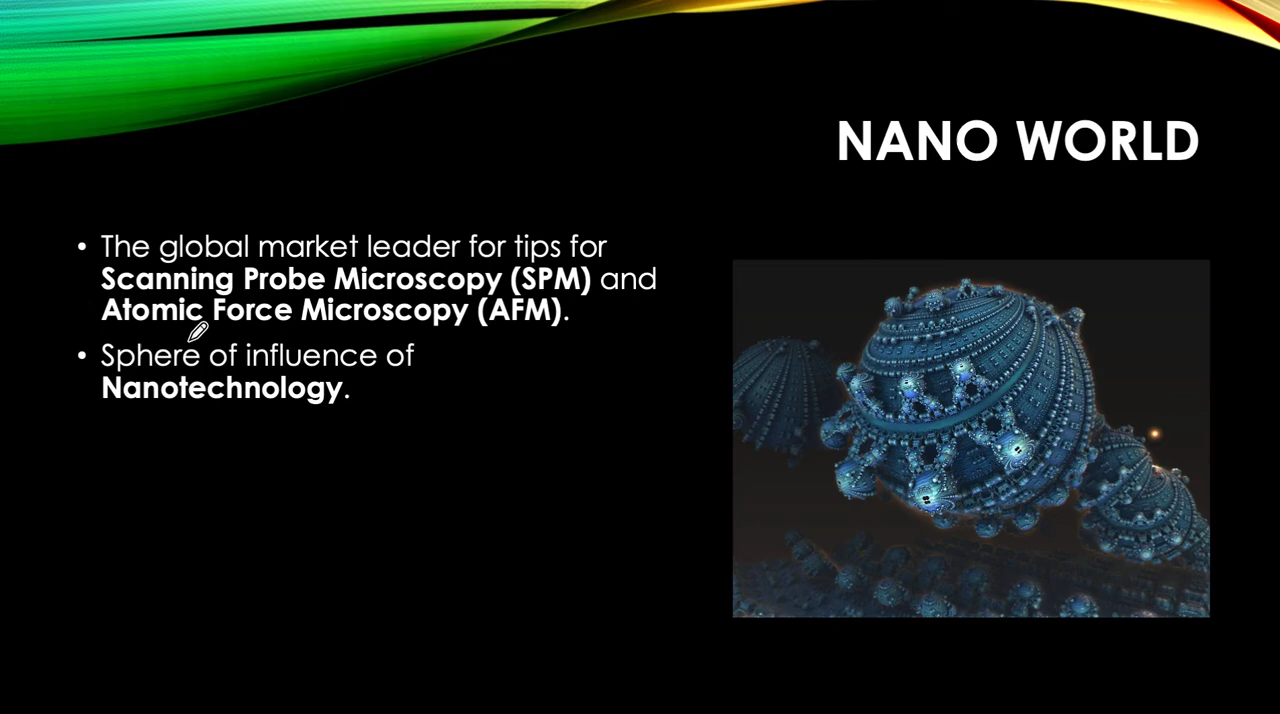 NANO WORLD
• The global market leader for tips for
Scanning Probe Microscopy (SPM) and
Atomic Force Microscopy (AFM).
• Sphere of influence of
Nanotechnology.